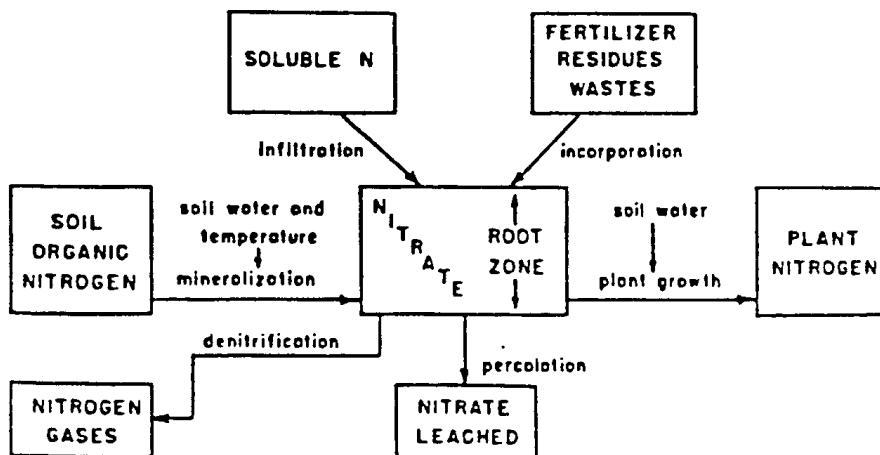 SOLUBLE N
FERTILIZER
RESIDUES
WASTES
Infiltration
incorporation
SOIL
ORGANIC
NITROGEN
soil water and
temperature
mineralization
NITRATE
ROOT
ZONE
soil water
plant growth
PLANT
NITROGEN
denitrification
percolation
NITROGEN
GASES
NITRATE
LEACHED